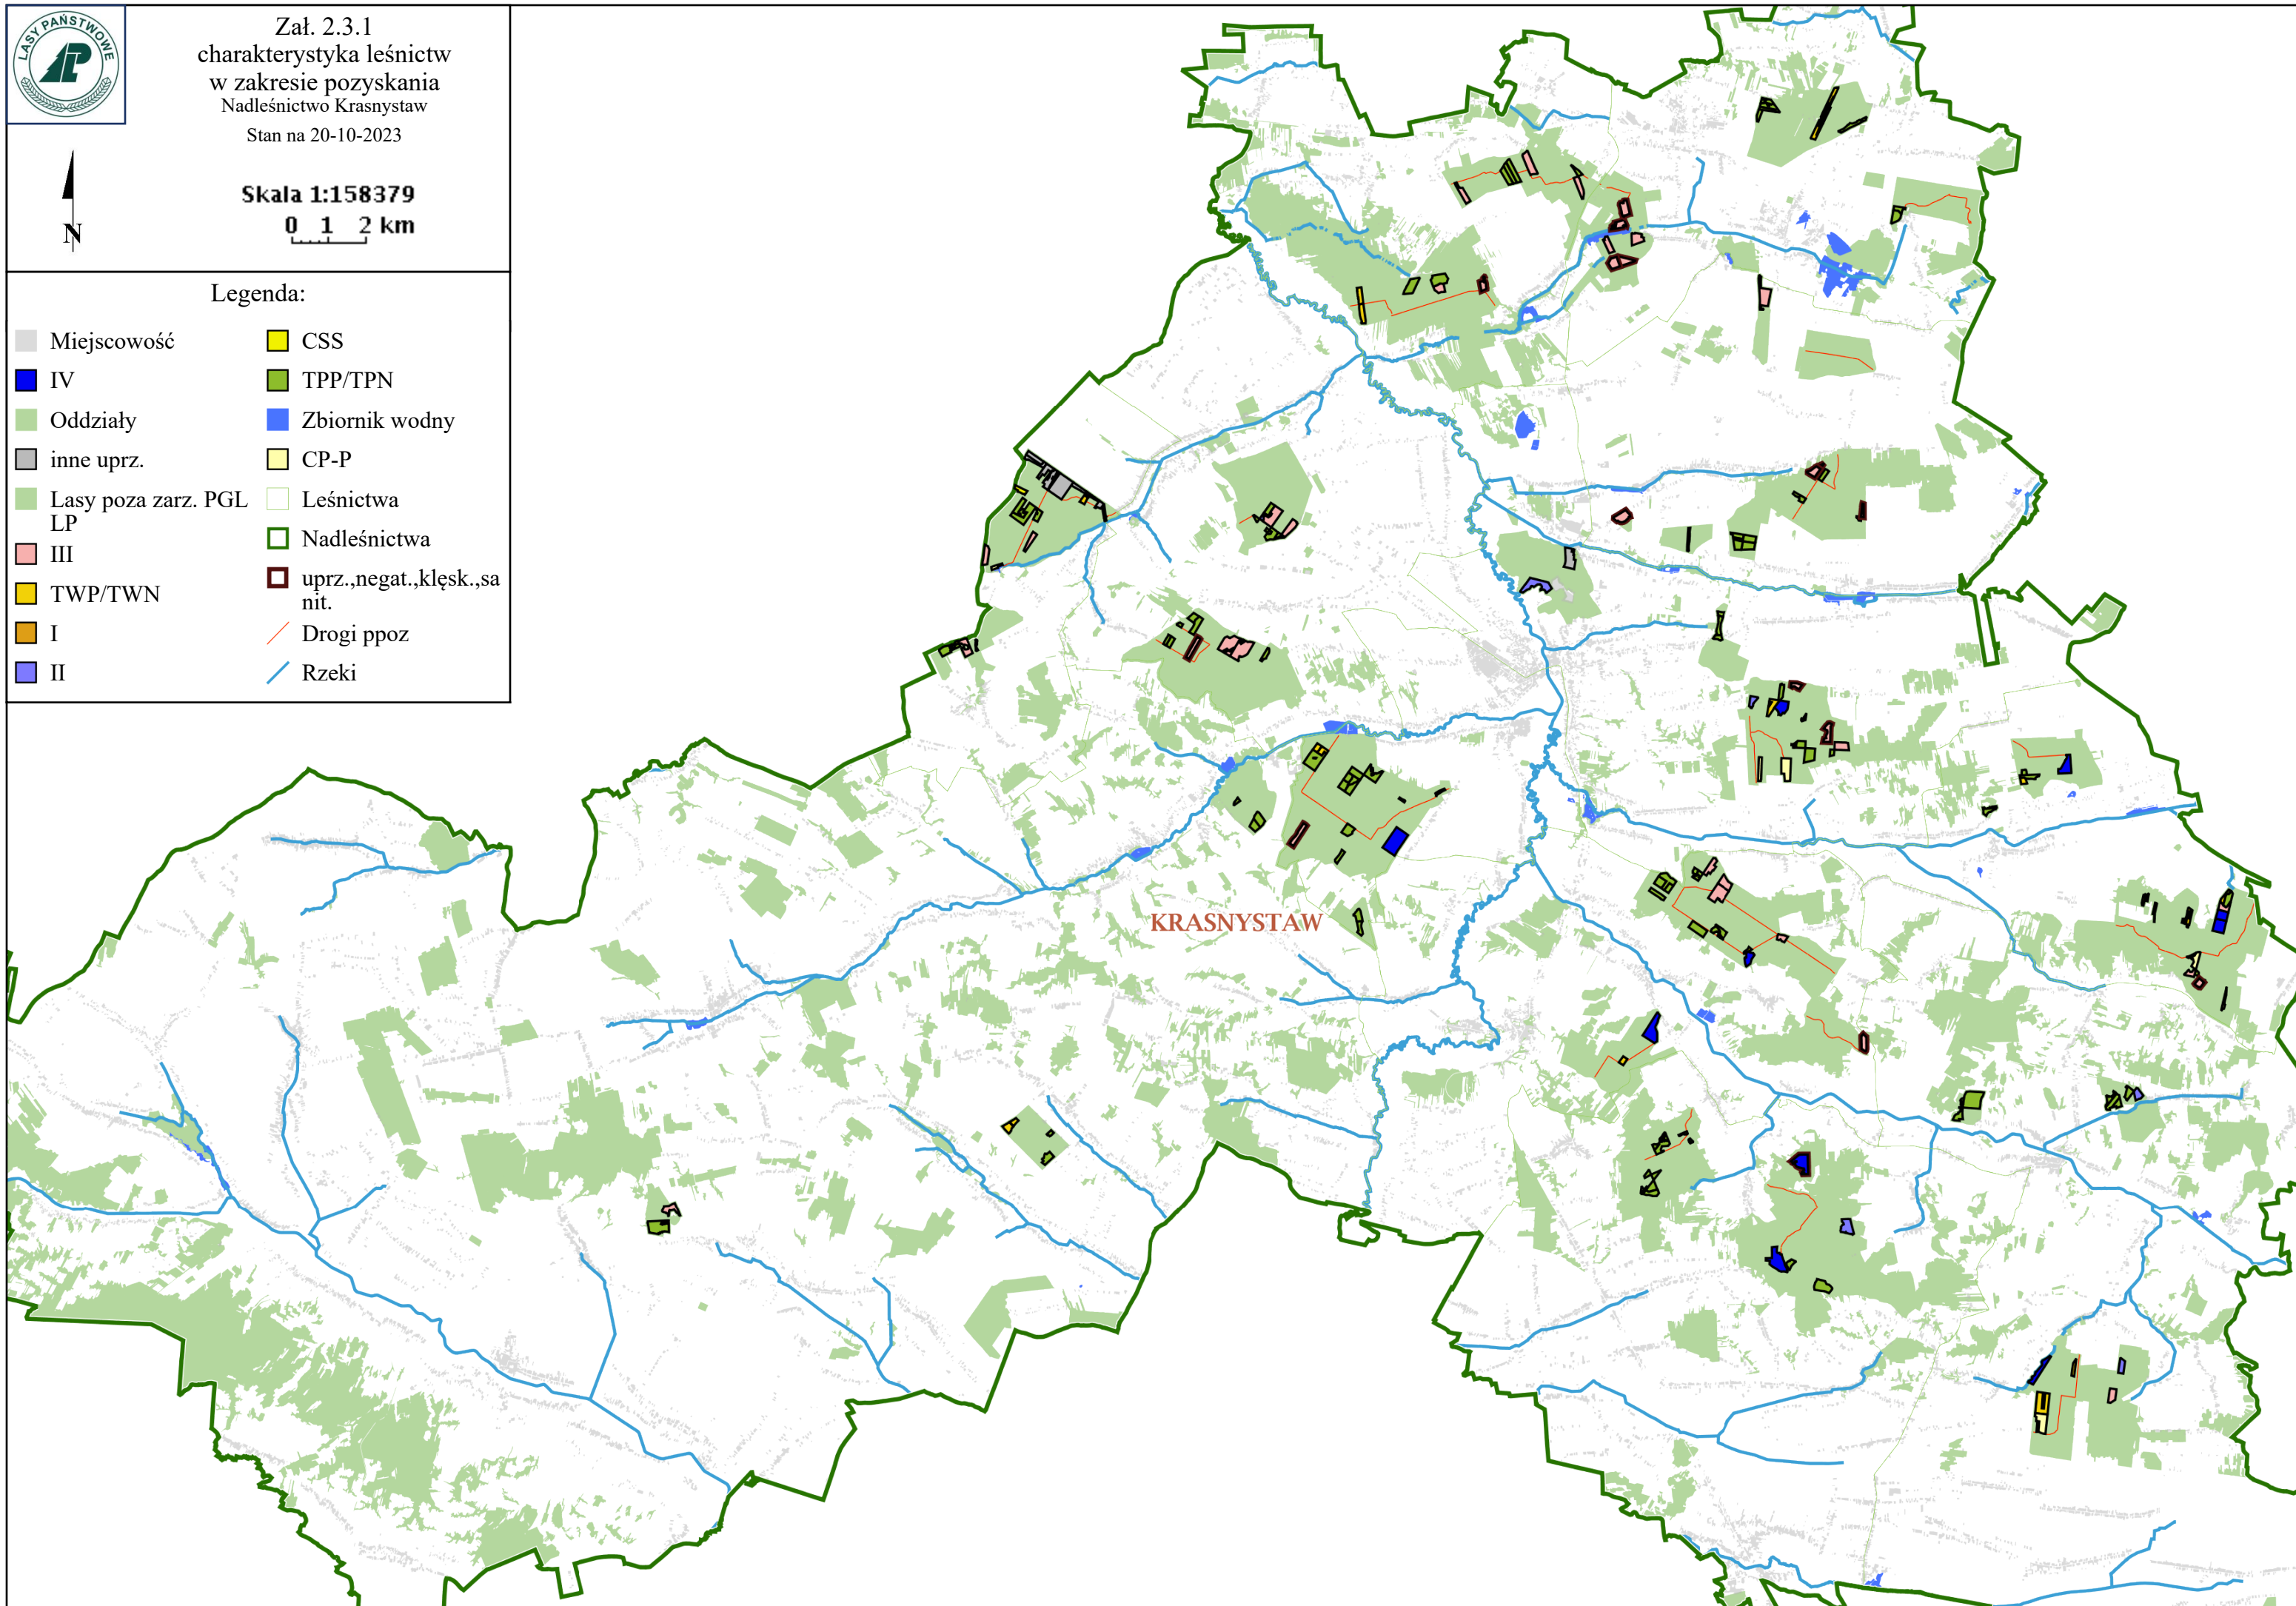 LASY PAŃSTWOWE
Zał. 2.3.1
charakterystyka leśnictw
w zakresie pozyskania
Nadleśnictwo Krasnystaw
Stan na 20-10-2023
N
Skala 1:158379
0 1 2 km
Legenda:
Miejscowość
IV
Oddziały
inne uprz.
Lasy poza zarz. PGL
LP
III
TWP/TWN
I
II
CSS
TPP/TPN
Zbiornik wodny
CP-P
Leśnictwa
Nadleśnictwa
uprz.,negat.,klęsk.,sa
nit.
Drogi ppoz
Rzeki
KRASNYSTAW